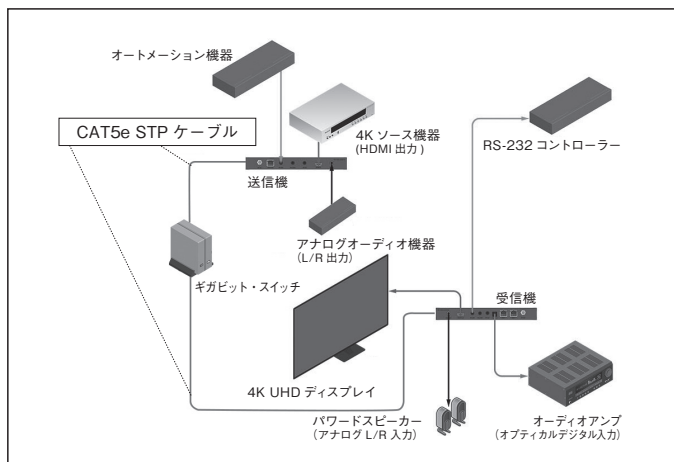 オートメーション機器
CAT5e STP ケーブル
4K ソース機器
(HDMI 出力)
RS-232 コントローラー
送信機
アナログオーディオ機器
(L/R 出力)
ギガビット・スイッチ
受信機
4K UHD ディスプレイ
パワードスピーカー
(アナログ L/R 入力)
オーディオアンプ
(オプティカルデジタル入力)